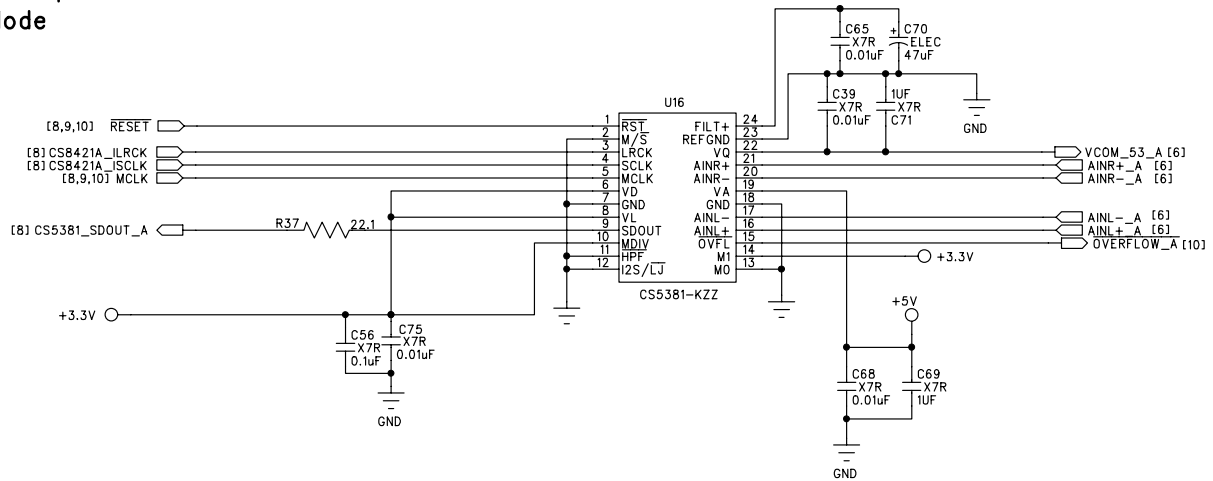 lode
C65
X7R
0.01uF
+ C70
ELEC
47uF
C39
X7R
0.01uF
1UF
X7R
C71
GND
U16
[8,9,10] RESET
[8] CS8421A_ILRCK
[8] CS8421A_ISCLK
[8,9,10] MCLK
[8] CS5381_SDOUT_A
R37 22.1
1 RST
2 M/S
3 LRCK
4 SCLK
5 MCLK
6 VD
7 GND
8 VL
9 SDOUT
10 MDIV
11 HPF
12 I2S/LJ
FILT+ 24
REFGND 23
VQ 22
AINR+ 21
AINR- 20
VA 19
GND 18
AINL- 17
AINL+ 16
OVFL 15
M1 14
M0 13
CS5381-KZZ
VCOM_53_A [6]
AINR+_A [6]
AINR-_A [6]
AINL-_A [6]
AINL+_A [6]
OVERFLOW_A [10]
+3.3V
+3.3V
C56
X7R
0.1uF
C75
X7R
0.01uF
GND
+5V
C68
X7R
0.01uF
C69
X7R
1UF
GND